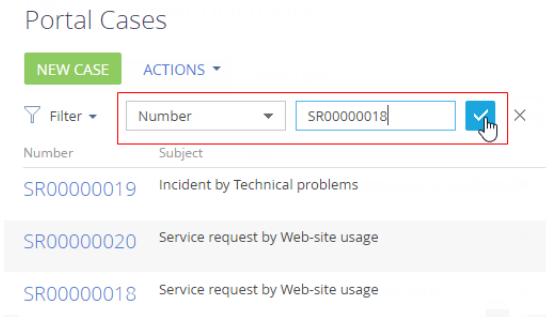 Portal Cases
NEW CASE ACTIONS
Filter Number SR00000018
Number Subject
SR00000019 Incident by Technical problems
SR00000020 Service request by Web-site usage
SR00000018 Service request by Web-site usage